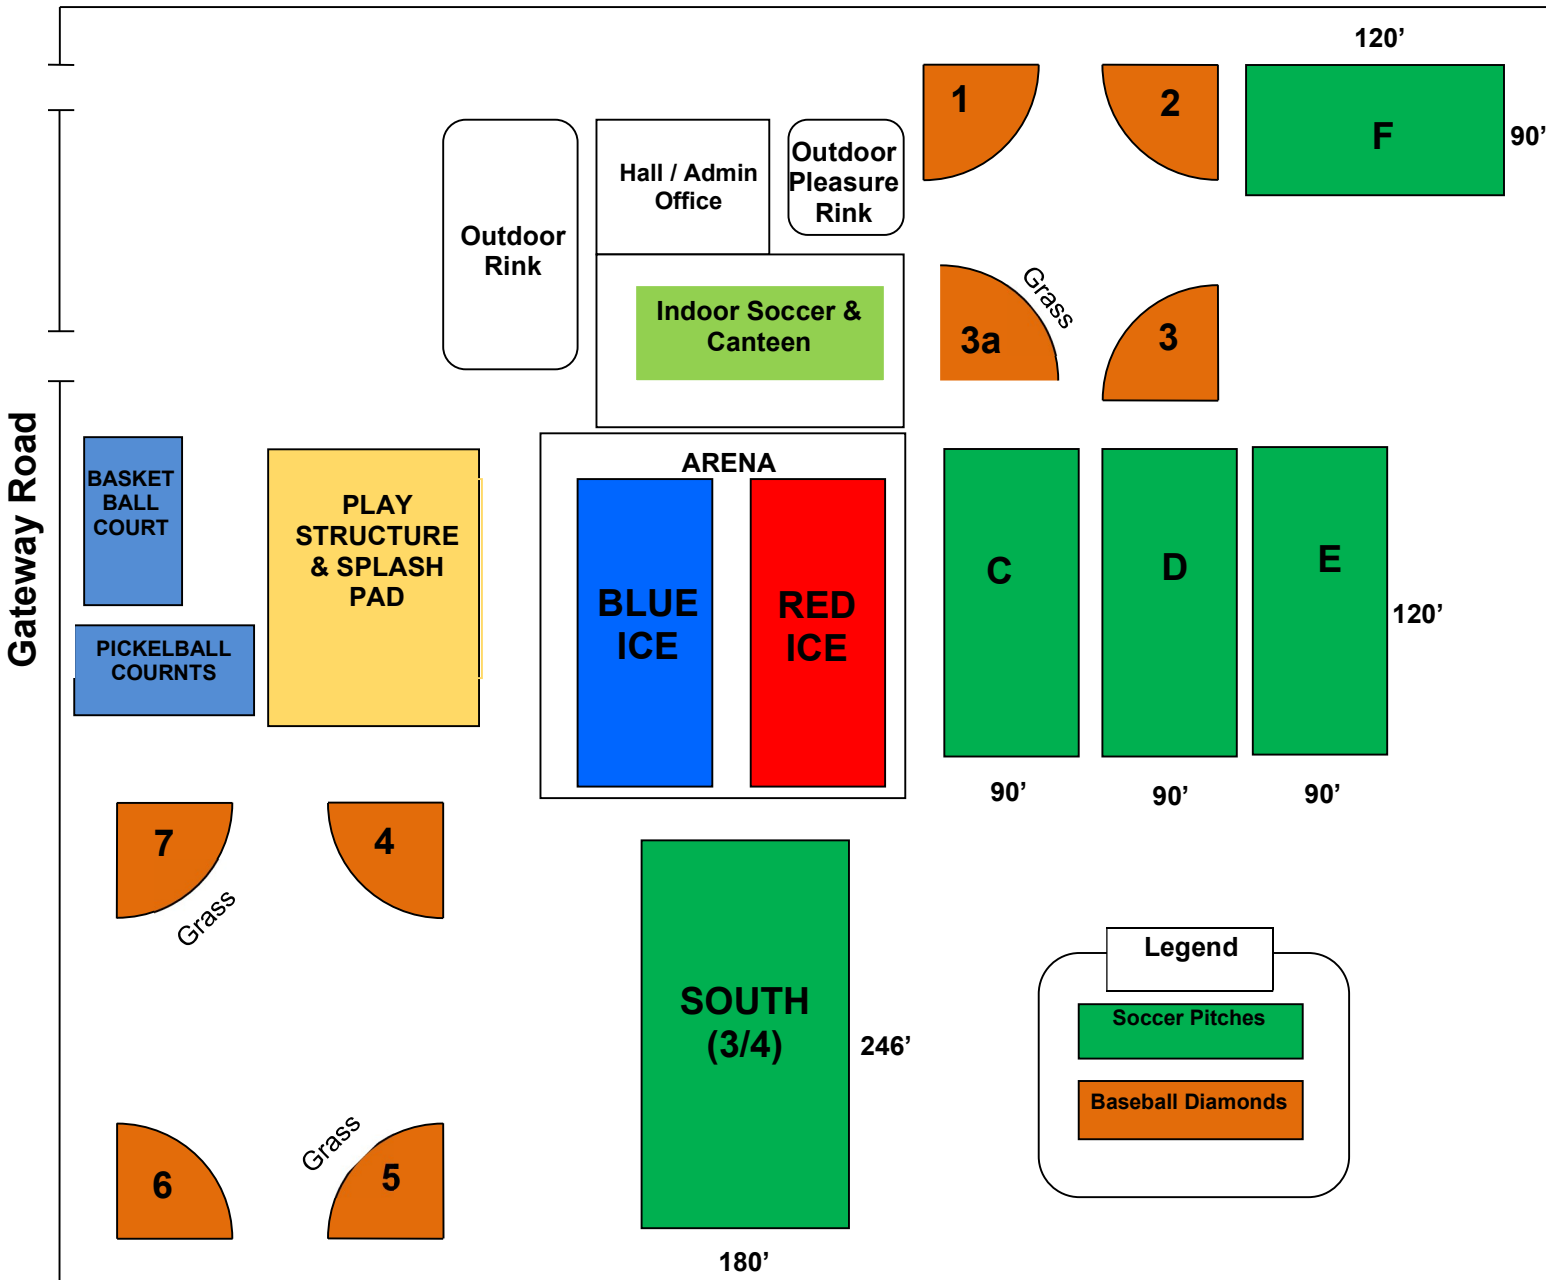 120’
1
2
F
90’
Hall / Admin
Office
Outdoor
Pleasure
Rink
Outdoor
Rink
Indoor Soccer &
Canteen
Grass
3a
3
Gateway Road
BASKET
BALL
COURT
PICKELBALL
COURNTS
PLAY
STRUCTURE
& SPLASH
PAD
ARENA
BLUE
ICE
RED
ICE
C
D
E
120’
90’
90’
90’
7
4
Grass
SOUTH
(3/4)
246’
180’
Grass
6
5
Legend
Soccer Pitches
Baseball Diamonds